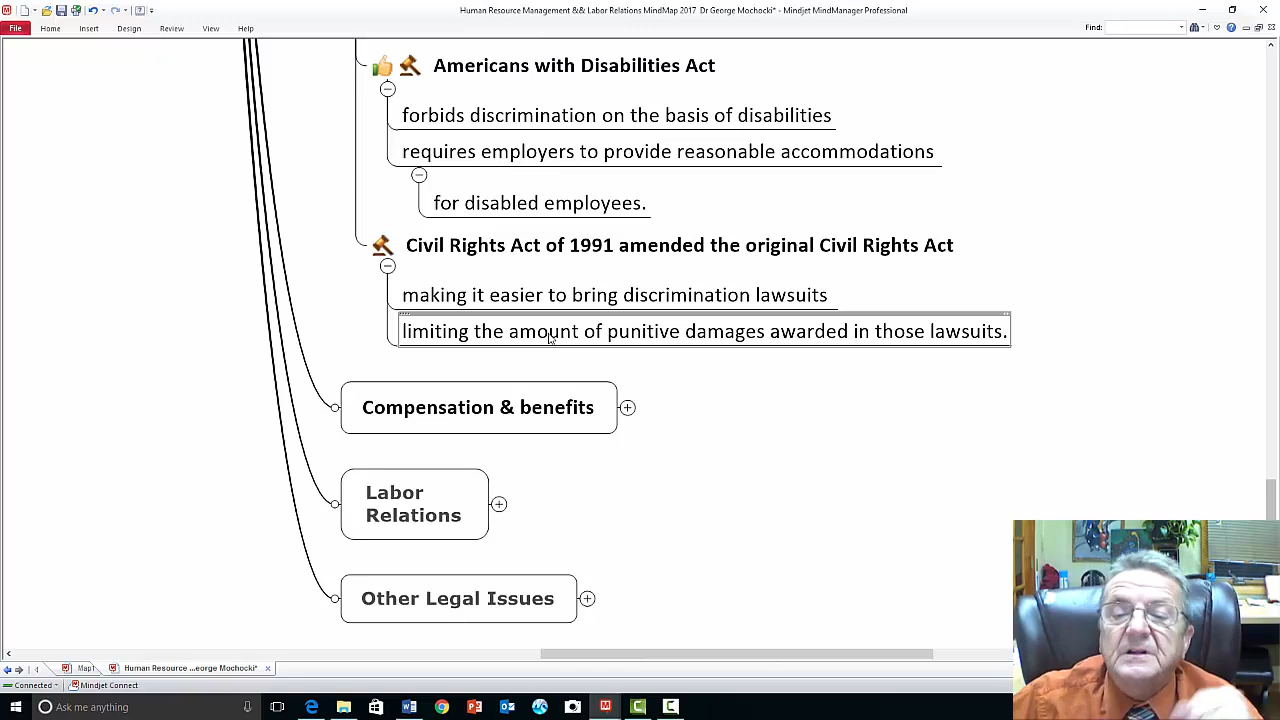 Human Resource Management && Labor Relations MindMap 2017 Dr George Mochocki* - Mindjet MindManager Professional
File Home Insert Design Review View Help Find:
Americans with Disabilities Act
forbids discrimination on the basis of disabilities
requires employers to provide reasonable accommodations
for disabled employees.
Civil Rights Act of 1991 amended the original Civil Rights Act
making it easier to bring discrimination lawsuits
limiting the amount of punitive damages awarded in those lawsuits.
Compensation & benefits
Labor
Relations
Other Legal Issues
Map1 Human Resource ...eorge Mochocki*
Connected Mindjet Connect
Ask me anything